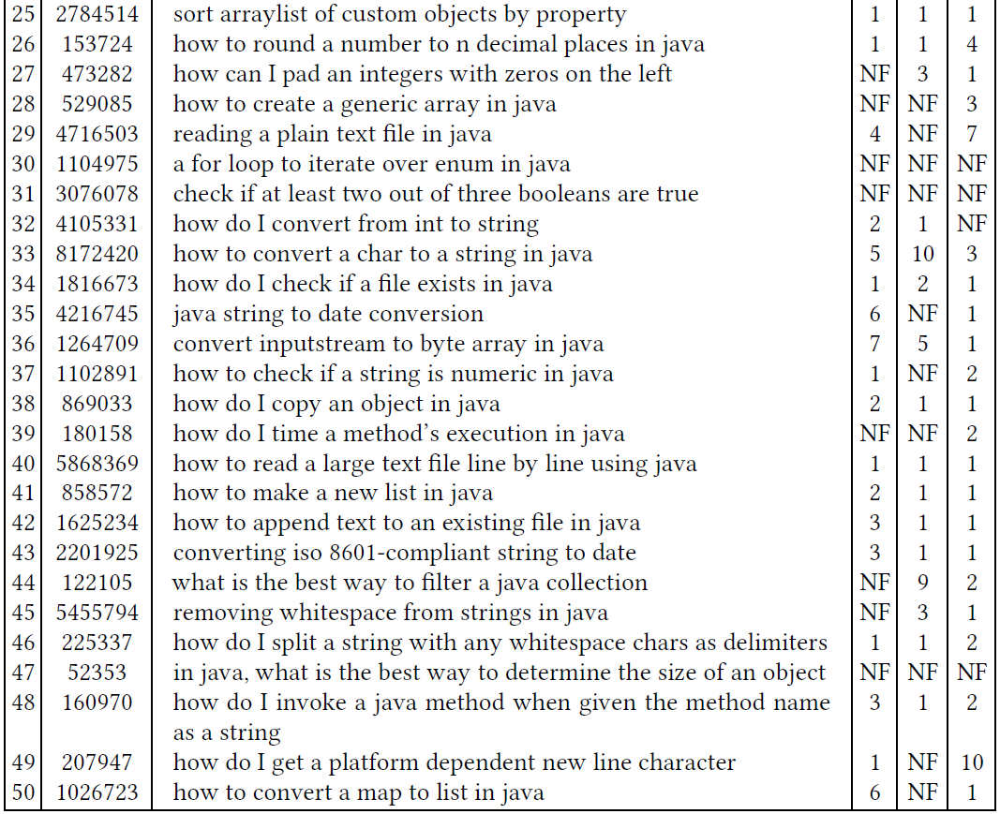 25 2784514 sort arraylist of custom objects by property 1 1 1
26 153724 how to round a number to n decimal places in java 1 1 4
27 473282 how can I pad an integers with zeros on the left NF 3 1
28 529085 how to create a generic array in java NF NF 3
29 4716503 reading a plain text file in java 4 NF 7
30 1104975 a for loop to iterate over enum in java NF NF NF
31 3076078 check if at least two out of three booleans are true NF NF NF
32 4105331 how do I convert from int to string 2 1 NF
33 8172420 how to convert a char to a string in java 5 10 3
34 1816673 how do I check if a file exists in java 1 2 1
35 4216745 java string to date conversion 6 NF 1
36 1264709 convert inputstream to byte array in java 7 5 1
37 1102891 how to check if a string is numeric in java 1 NF 2
38 869033 how do I copy an object in java 2 1 1
39 180158 how do I time a method's execution in java NF NF 2
40 5868369 how to read a large text file line by line using java 1 1 1
41 858572 how to make a new list in java 2 1 1
42 1625234 how to append text to an existing file in java 3 1 1
43 2201925 converting iso 8601-compliant string to date 3 1 1
44 122105 what is the best way to filter a java collection NF 9 2
45 5455794 removing whitespace from strings in java NF 3 1
46 225337 how do I split a string with any whitespace chars as delimiters 1 1 2
47 52353 in java, what is the best way to determine the size of an object NF NF NF
48 160970 how do I invoke a java method when given the method name 3 1 2
as a string
49 207947 how do I get a platform dependent new line character 1 NF 10
50 1026723 how to convert a map to list in java 6 NF 1